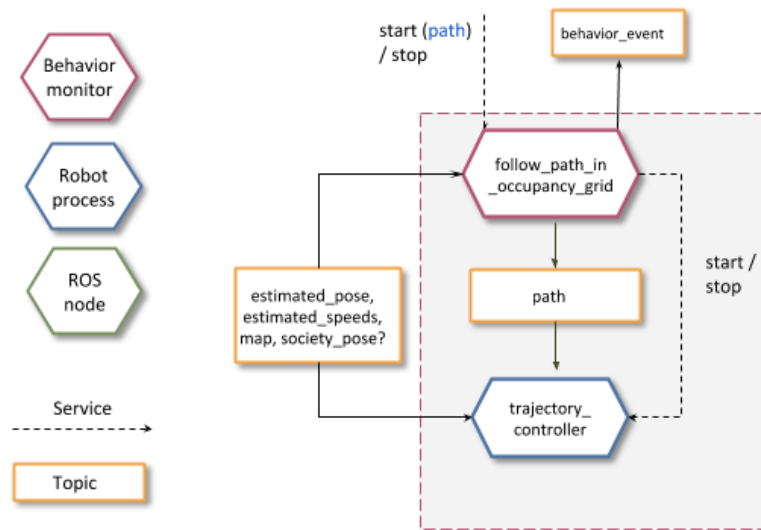 Behavior
monitor
Robot
process
ROS
node
Service
Topic
start (path)
/ stop
behavior_event
follow_path_in
_occupancy_grid
estimated_pose,
estimated_speeds,
map, society_pose?
path
start /
stop
trajectory_
controller